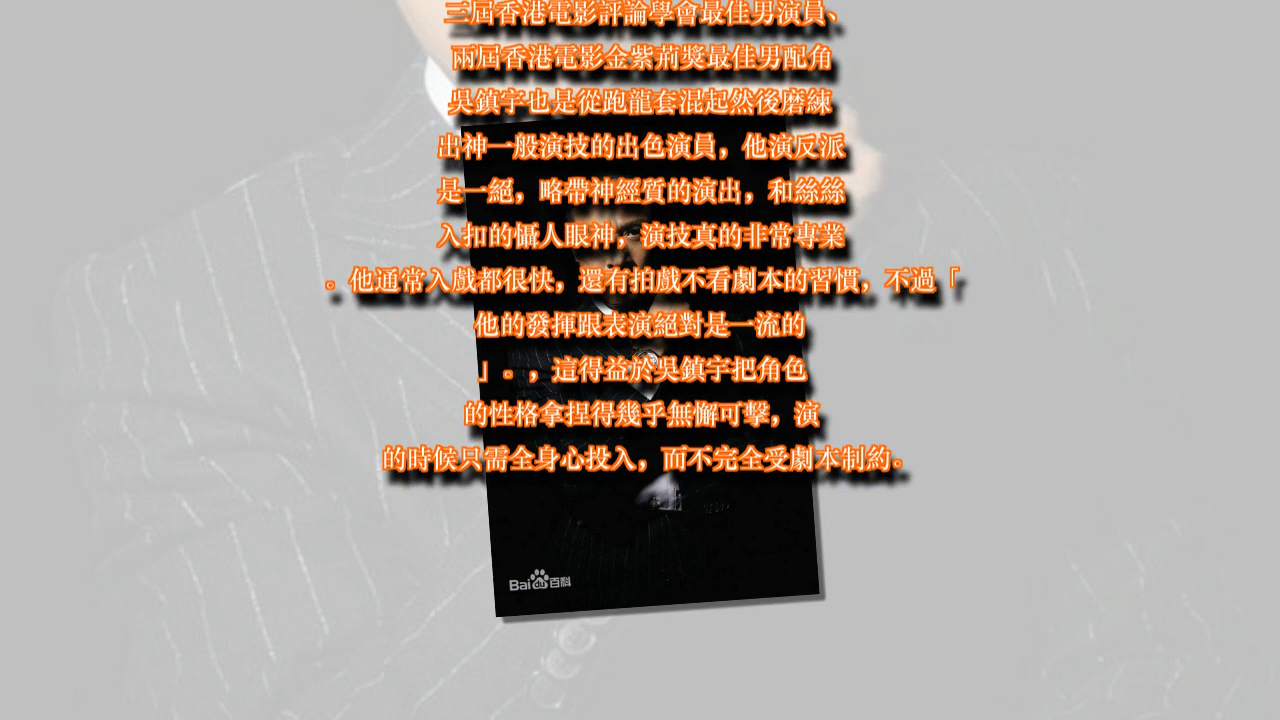 三屆香港電影評論學會最佳男演員、
兩屆香港電影金紫荊獎最佳男配角
吳鎮宇也是從跑龍套混起然後磨練
出神一般演技的出色演員，他演反派
是一絕，略帶神經質的演出，和絲絲
入扣的懾人眼神，演技真的非常專業
。他通常入戲都很快，還有拍戲不看劇本的習慣，不過「
他的發揮跟表演絕對是一流的
」。，這得益於吳鎮宇把角色
的性格拿捏得幾乎無懈可擊，演
的時候只需全身心投入，而不完全受劇本制約。
Bai du 百科